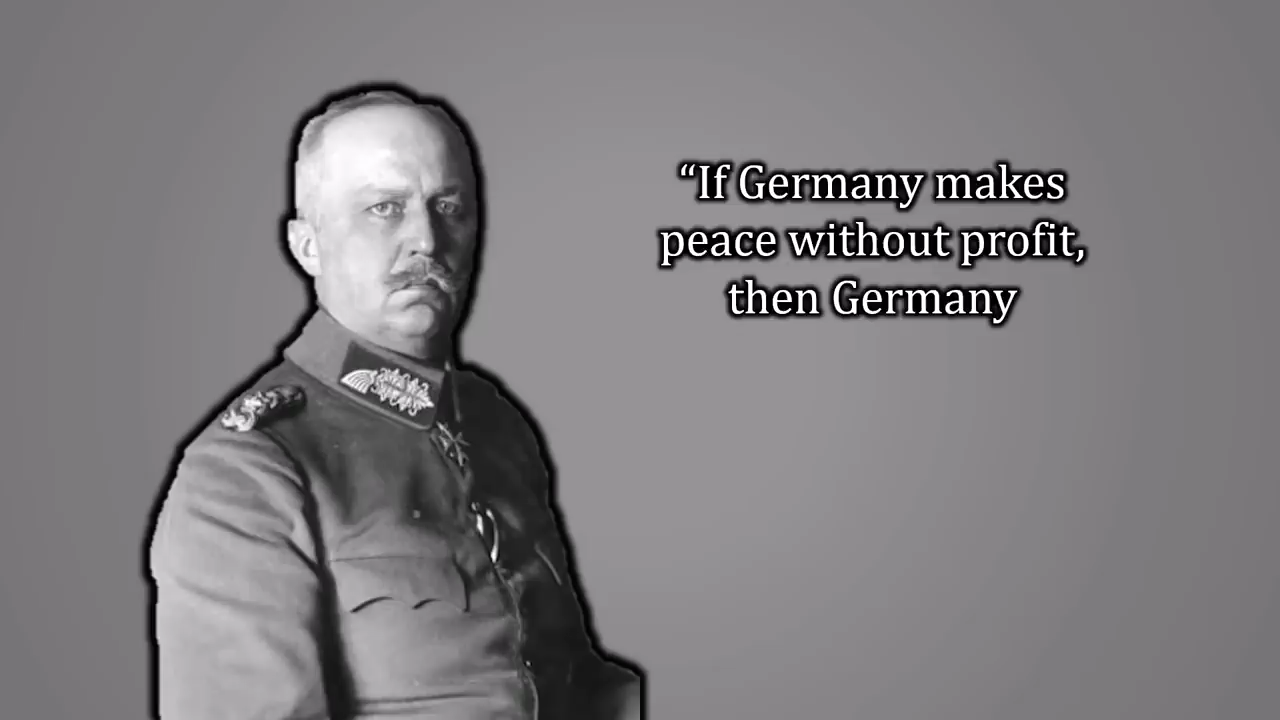 “If Germany makes
peace without profit,
then Germany